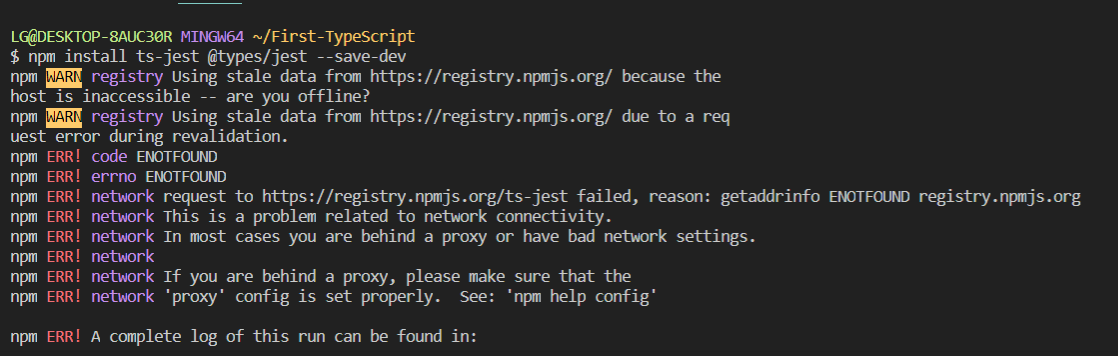 LG@DESKTOP-8AUC30R MINGW64 ~/First-TypeScript
$ npm install ts-jest @types/jest --save-dev
npm WARN registry Using stale data from https://registry.npmjs.org/ because the
host is inaccessible -- are you offline?
npm WARN registry Using stale data from https://registry.npmjs.org/ due to a req
uest error during revalidation.
npm ERR! code ENOTFOUND
npm ERR! errno ENOTFOUND
npm ERR! network request to https://registry.npmjs.org/ts-jest failed, reason: getaddrinfo ENOTFOUND registry.npmjs.org
npm ERR! network This is a problem related to network connectivity.
npm ERR! network In most cases you are behind a proxy or have bad network settings.
npm ERR! network
npm ERR! network If you are behind a proxy, please make sure that the
npm ERR! network 'proxy' config is set properly.  See: 'npm help config'
npm ERR! A complete log of this run can be found in: